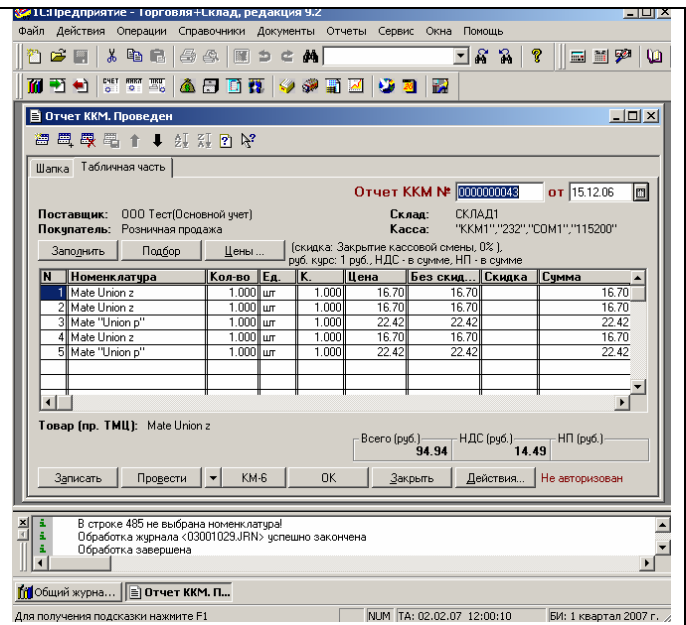 1С:Предприятие - Торговля+Склад, редакция 9.2
Файл Действия Операции Справочники Документы Отчеты Сервис Окна Помощь
Отчет ККМ. Проведен
Шапка Табличная часть
Отчет ККМ № 0000000043 от 15.12.06
Поставщик: ООО Тест(Основной учет) Склад: СКЛАД1
Покупатель: Розничная продажа Касса: "ККМ1","232","COM1","115200"
Заполнить Подбор Цены ... (скидка: Закрытие кассовой смены, 0% ),
руб. курс: 1 руб., НДС - в сумме, НП - в сумме
N Номенклатура Кол-во Ед. К. Цена Без скид... Скидка Сумма
1 Mate Union z 1.000 шт 1.000 16.70 16.70 16.70
2 Mate Union z 1.000 шт 1.000 16.70 16.70 16.70
3 Mate "Union p" 1.000 шт 1.000 22.42 22.42 22.42
4 Mate Union z 1.000 шт 1.000 16.70 16.70 16.70
5 Mate "Union p" 1.000 шт 1.000 22.42 22.42 22.42
Товар (пр. ТМЦ): Mate Union z
Всего (руб.) НДС (руб.) НП (руб.)
94.94 14.49
Записать Провести КМ-6 OK Закрыть Действия... Не авторизован
В строке 485 не выбрана номенклатура!
Обработка журнала <03001029.JRN> успешно закончена
Обработка завершена
Общий журна... Отчет ККМ. П...
Для получения подсказки нажмите F1 NUM TA: 02.02.07 12:00:10 БИ: 1 квартал 2007 г.